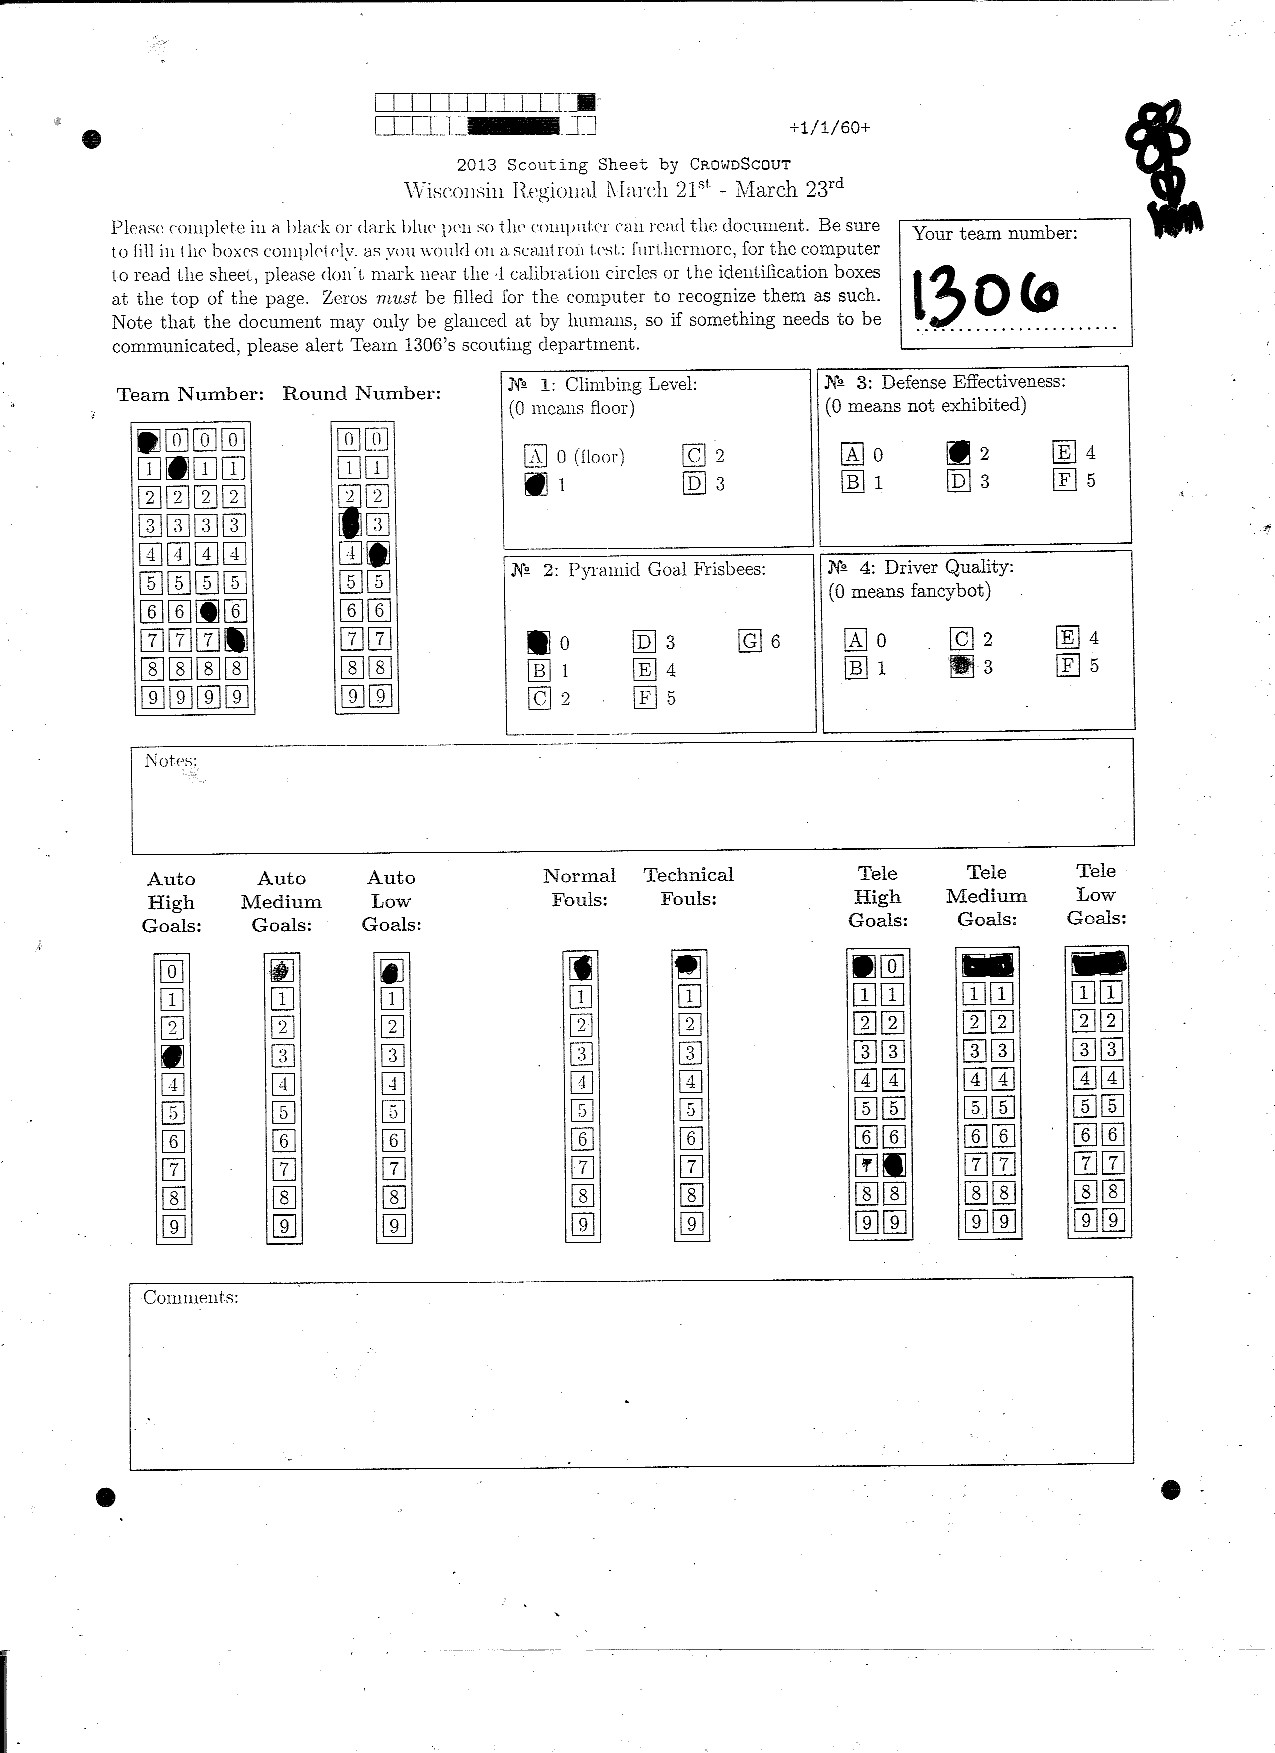 +1/1/60+
2013 Scouting Sheet by CROWDSCOUT
Wisconsin Regional March 21st - March 23rd
Please complete in a black or dark blue pen so the computer can read the document. Be sure
to fill in the boxes completely, as you would on a scantron test; furthermore, for the computer
to read the sheet, please don't mark near the 4 calibration circles or the identification boxes
at the top of the page. Zeros must be filled for the computer to recognize them as such.
Note that the document may only be glanced at by humans, so if something needs to be
communicated, please alert Team 1306's scouting department.
Your team number:
1306
Team Number: Round Number:
0 0 0 0 0
1 1 1 1 1
2 2 2 2 2 2
3 3 3 3 3
4 4 4 4 4
5 5 5 5 5 5
6 6 6 6 6
7 7 7 7 7
8 8 8 8 8 8
9 9 9 9 9 9
№ 1: Climbing Level:
(0 means floor)
A 0 (floor) C 2
1 D 3
№ 2: Pyramid Goal Frisbees:
0 D 3 G 6
B 1 E 4
C 2 F 5
№ 3: Defense Effectiveness:
(0 means not exhibited)
A 0 2 E 4
B 1 D 3 F 5
№ 4: Driver Quality:
(0 means fancybot)
A 0 C 2 E 4
B 1 3 F 5
Notes:
Auto High Goals: Auto Medium Goals: Auto Low Goals: Normal Fouls: Technical Fouls: Tele High Goals: Tele Medium Goals: Tele Low Goals:
0 0
1 1 1 1 1 1 1 1 1 1 1
2 2 2 2 2 2 2 2 2 2 2
3 3 3 3 3 3 3 3 3 3
4 4 4 4 4 4 4 4 4 4 4
5 5 5 5 5 5 5 5 5 5 5
6 6 6 6 6 6 6 6 6 6 6
7 7 7 7 7 7 7 7 7 7
8 8 8 8 8 8 8 8 8 8 8
9 9 9 9 9 9 9 9 9 9 9
Comments: